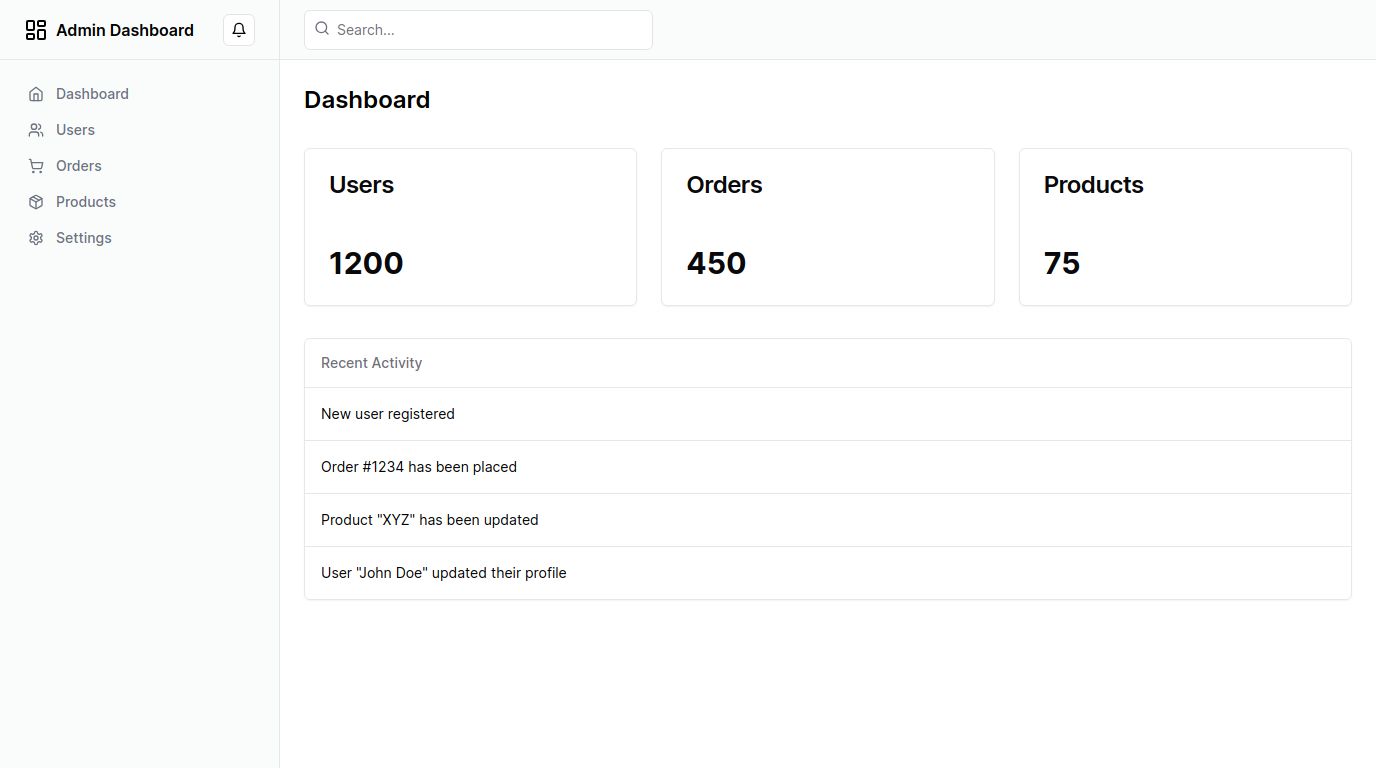 Admin Dashboard
Search...
Dashboard
Users
Orders
Products
Settings
Dashboard
Users
1200
Orders
450
Products
75
Recent Activity
New user registered
Order #1234 has been placed
Product "XYZ" has been updated
User "John Doe" updated their profile